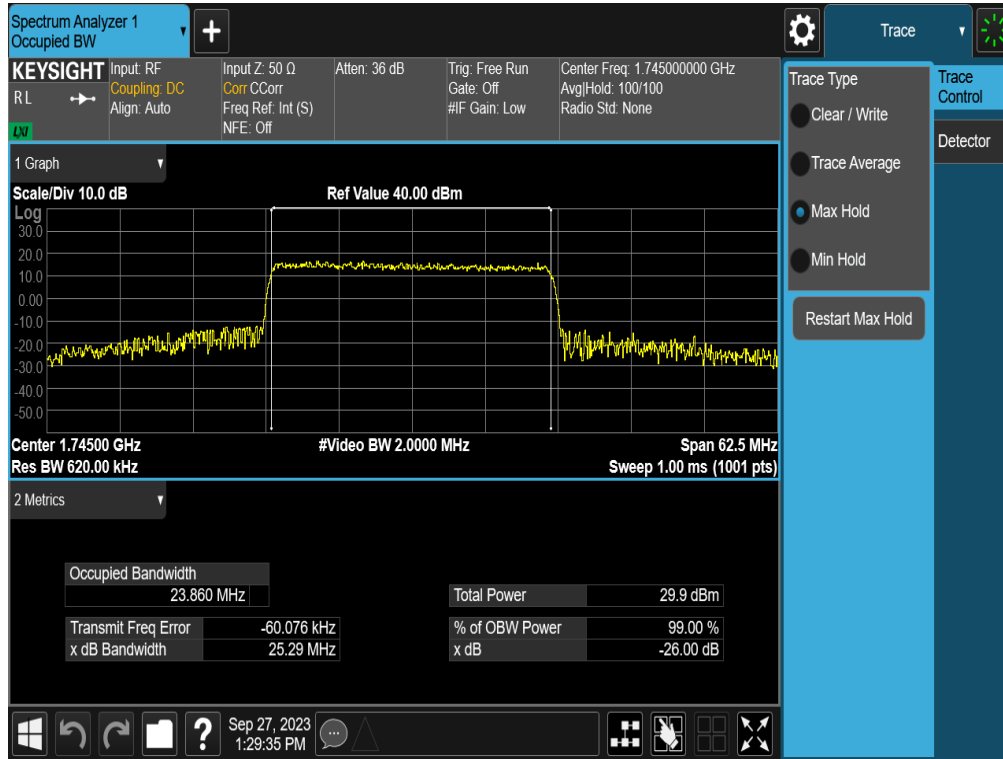 Spectrum Analyzer 1
Occupied BW
+
Trace
KEYSIGHT
RL
LXI
Input: RF
Coupling: DC
Align: Auto
Input Z: 50 Ω
Corr CCorr
Freq Ref: Int (S)
NFE: Off
Atten: 36 dB
Trig: Free Run
Gate: Off
#IF Gain: Low
Center Freq: 1.745000000 GHz
Avg|Hold: 100/100
Radio Std: None
1 Graph
Scale/Div 10.0 dB
Ref Value 40.00 dBm
Log
30.0
20.0
10.0
0.00
-10.0
-20.0
-30.0
-40.0
-50.0
Center 1.74500 GHz
#Video BW 2.0000 MHz
Span 62.5 MHz
Res BW 620.00 kHz
Sweep 1.00 ms (1001 pts)
2 Metrics
Occupied Bandwidth
23.860 MHz
Total Power 29.9 dBm
Transmit Freq Error -60.076 kHz
% of OBW Power 99.00 %
x dB Bandwidth 25.29 MHz
x dB -26.00 dB
?
Sep 27, 2023
1:29:35 PM
Trace Type
Clear / Write
Trace Average
Max Hold
Min Hold
Restart Max Hold
Trace
Control
Detector